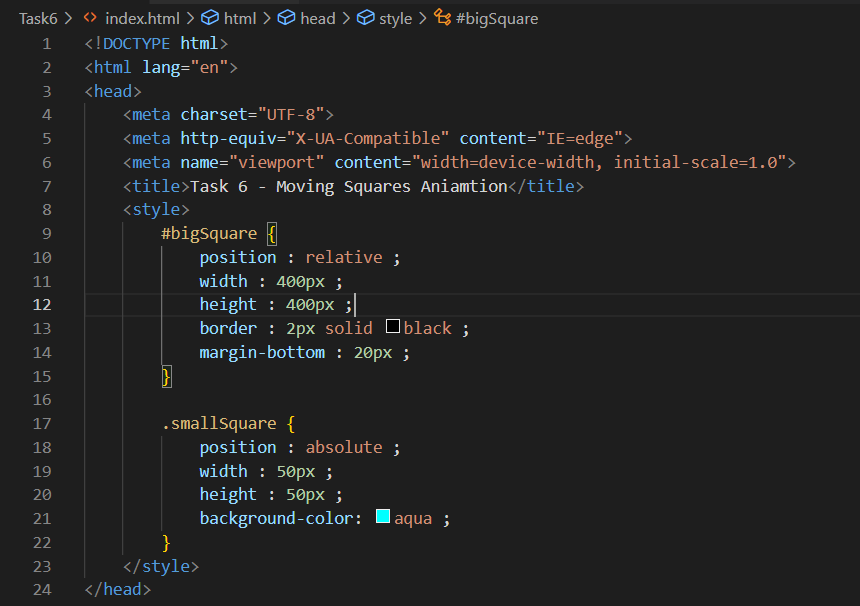 Task6 > <> index.html > html > head > style > #bigSquare
1 <!DOCTYPE html>
2 <html lang="en">
3 <head>
4 <meta charset="UTF-8">
5 <meta http-equiv="X-UA-Compatible" content="IE=edge">
6 <meta name="viewport" content="width=device-width, initial-scale=1.0">
7 <title>Task 6 - Moving Squares Aniamtion</title>
8 <style>
9 #bigSquare {
10 position : relative ;
11 width : 400px ;
12 height : 400px ;
13 border : 2px solid black ;
14 margin-bottom : 20px ;
15 }
16
17 .smallSquare {
18 position : absolute ;
19 width : 50px ;
20 height : 50px ;
21 background-color: aqua ;
22 }
23 </style>
24 </head>